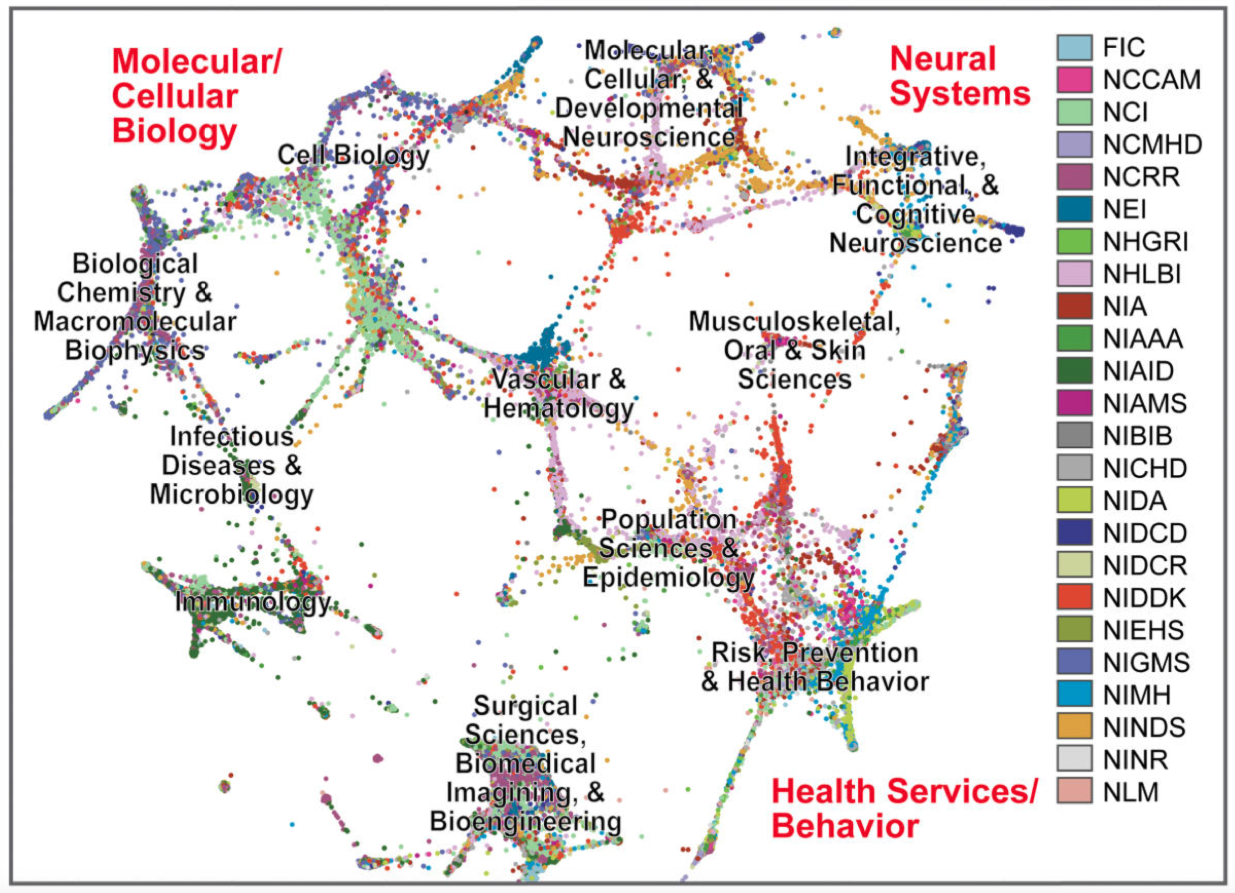 Molecular/
Cellular
Biology
Molecular,
Cellular, &
Developmental
Neuroscience
Neural
Systems
Cell Biology
Integrative,
Functional, &
Cognitive
Neuroscience
Biological
Chemistry &
Macromolecular
Biophysics
Musculoskeletal,
Oral & Skin
Sciences
Vascular &
Hematology
Infectious
Diseases &
Microbiology
Population
Sciences &
Epidemiology
Immunology
Risk, Prevention
& Health Behavior
Surgical
Sciences,
Biomedical
Imagining, &
Bioengineering
Health Services/
Behavior
FIC
NCCAM
NCI
NCMHD
NCRR
NEI
NHGRI
NHLBI
NIA
NIAAA
NIAID
NIAMS
NIBIB
NICHD
NIDA
NIDCD
NIDCR
NIDDK
NIEHS
NIGMS
NIMH
NINDS
NINR
NLM